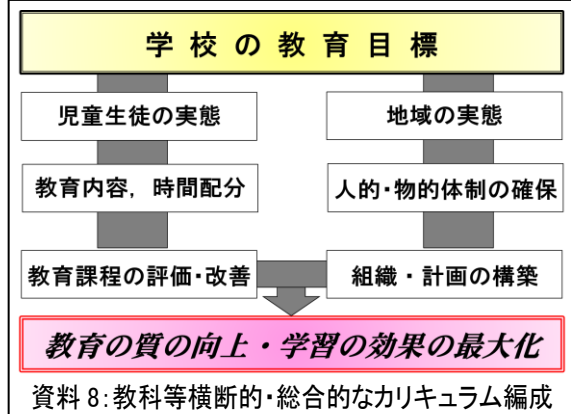 学校の教育目標
児童生徒の実態
地域の実態
教育内容，時間配分
人的・物的体制の確保
教育課程の評価・改善
組織・計画の構築
教育の質の向上・学習の効果の最大化
資料8：教科等横断的・総合的なカリキュラム編成